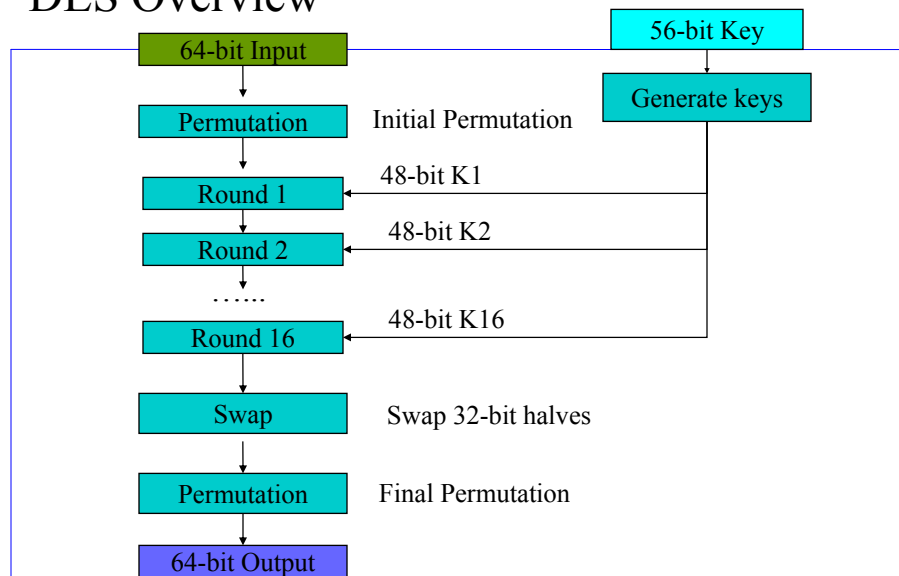 DES Overview
64-bit Input
56-bit Key
Generate keys
Permutation
Initial Permutation
Round 1
48-bit K1
Round 2
48-bit K2
…...
Round 16
48-bit K16
Swap
Swap 32-bit halves
Permutation
Final Permutation
64-bit Output